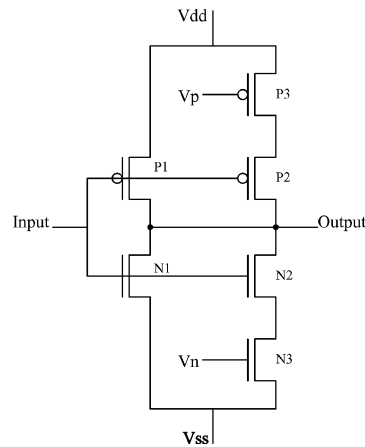 Vdd
Vp
P3
P1
P2
Input
Output
N1
N2
Vn
N3
Vss